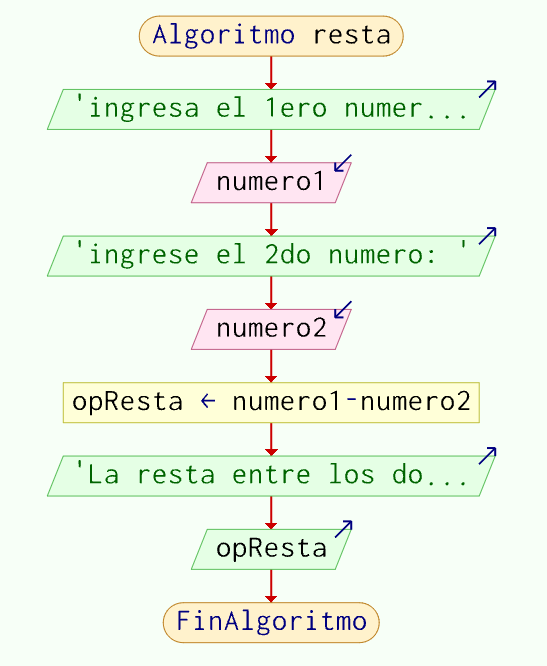 Algoritmo resta
'ingresa el 1ero numer...
numero1
'ingrese el 2do numero: '
numero2
opResta ← numero1-numero2
'La resta entre los do...
opResta
FinAlgoritmo